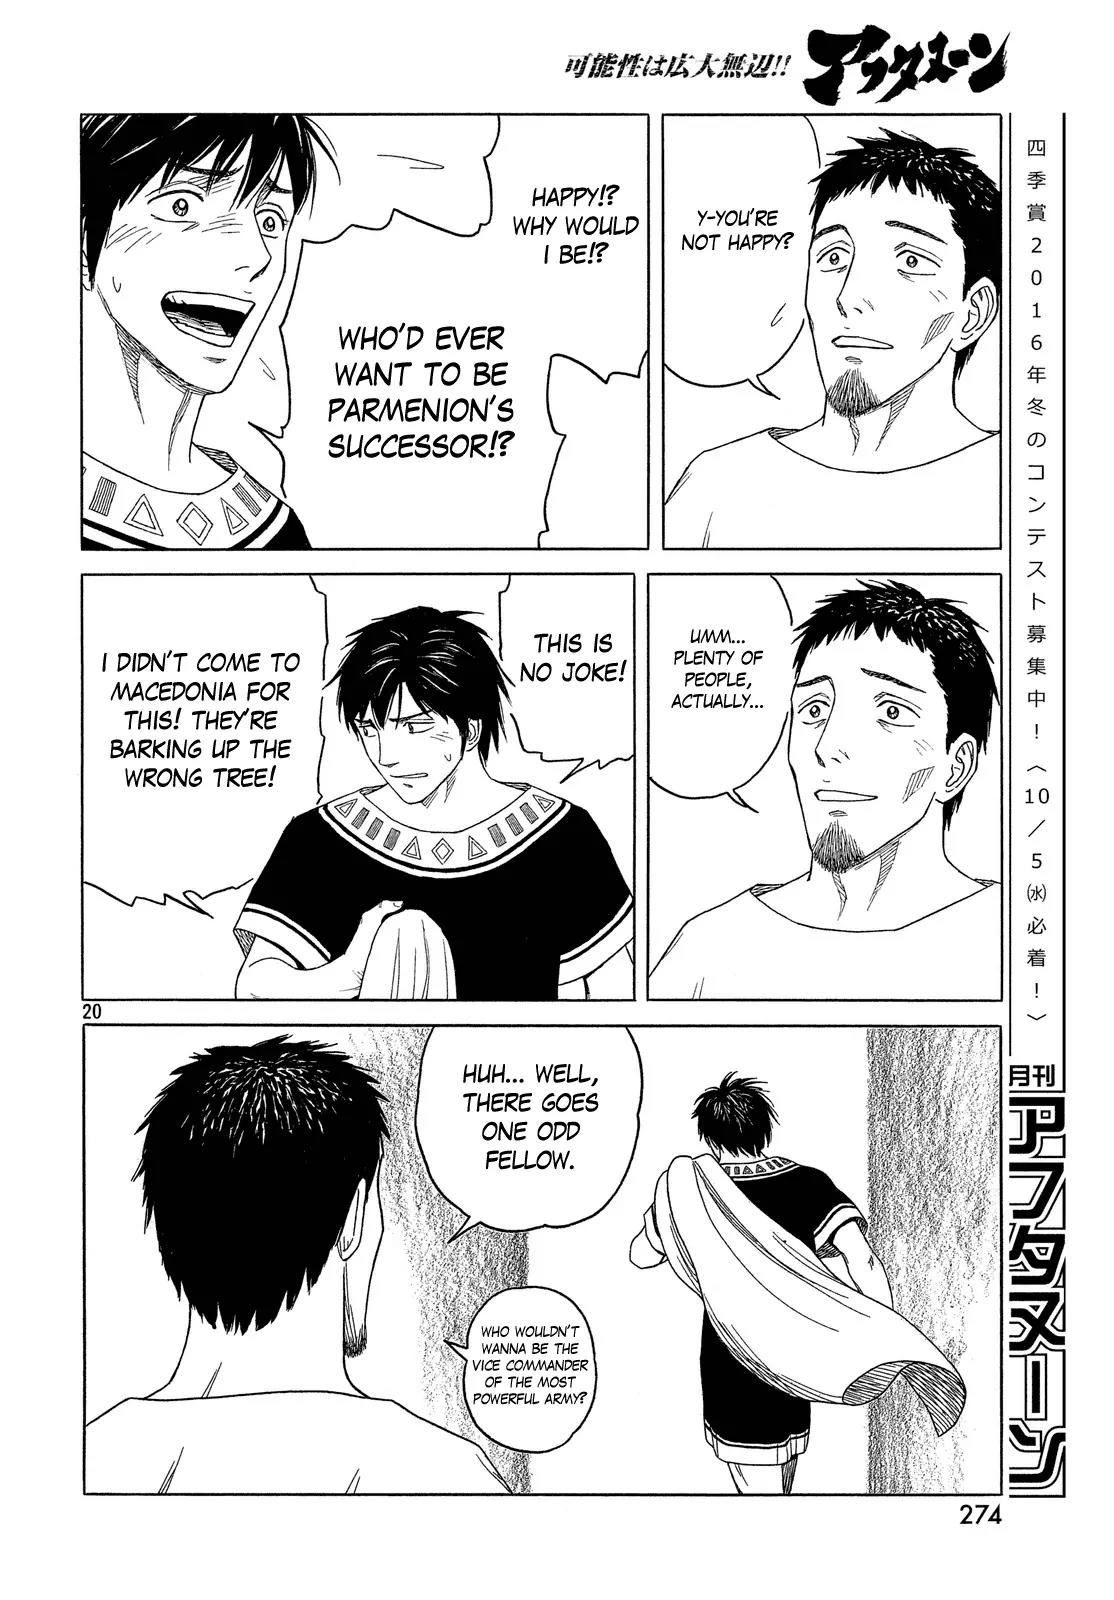 可能性は広大無辺!!
アフタヌーン
Y-YOU'RE
NOT HAPPY?
HAPPY!?
WHY WOULD
I BE!?
WHO'D EVER
WANT TO BE
PARMENION'S
SUCCESSOR!?
UMM...
PLENTY OF
PEOPLE,
ACTUALLY...
THIS IS
NO JOKE!
I DIDN'T COME TO
MACEDONIA FOR
THIS! THEY'RE
BARKING UP THE
WRONG TREE!
20
HUH... WELL,
THERE GOES
ONE ODD
FELLOW.
WHO WOULDN'T
WANNA BE THE
VICE COMMANDER
OF THE MOST
POWERFUL ARMY?
四季賞2016年冬のコンテスト募集中!〈10/5㈬必着!〉
月刊
アフタヌーン
274